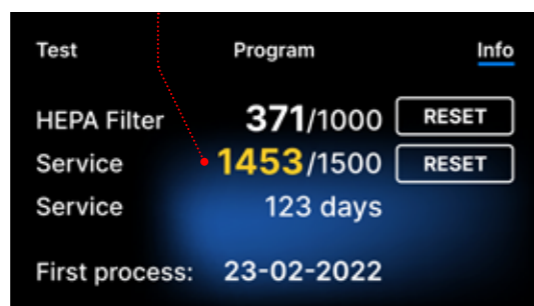 Test Program Info
HEPA Filter 371/1000 RESET
Service 1453/1500 RESET
Service 123 days
First process: 23-02-2022